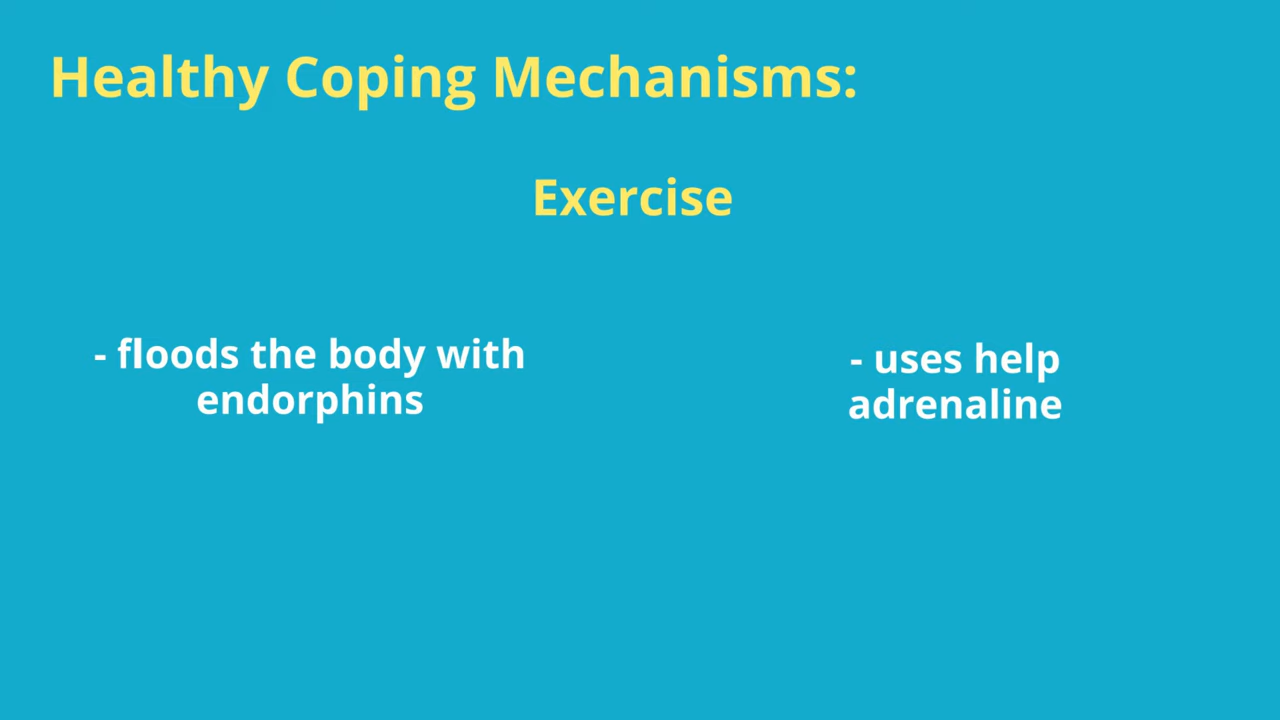 Healthy Coping Mechanisms:
Exercise
- floods the body with
endorphins
- uses help
adrenaline